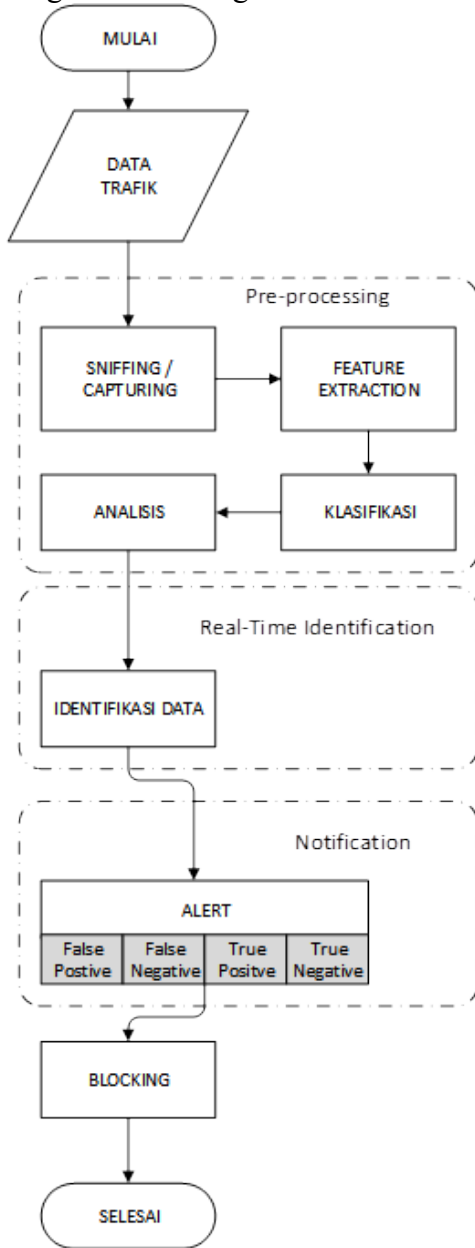 MULAI
DATA
TRAFIK
Pre-processing
SNIFFING /
CAPTURING
FEATURE
EXTRACTION
ANALISIS
KLASIFIKASI
Real-Time Identification
IDENTIFIKASI DATA
Notification
ALERT
False
Postive
False
Negative
True
Positve
True
Negative
BLOCKING
SELESAI